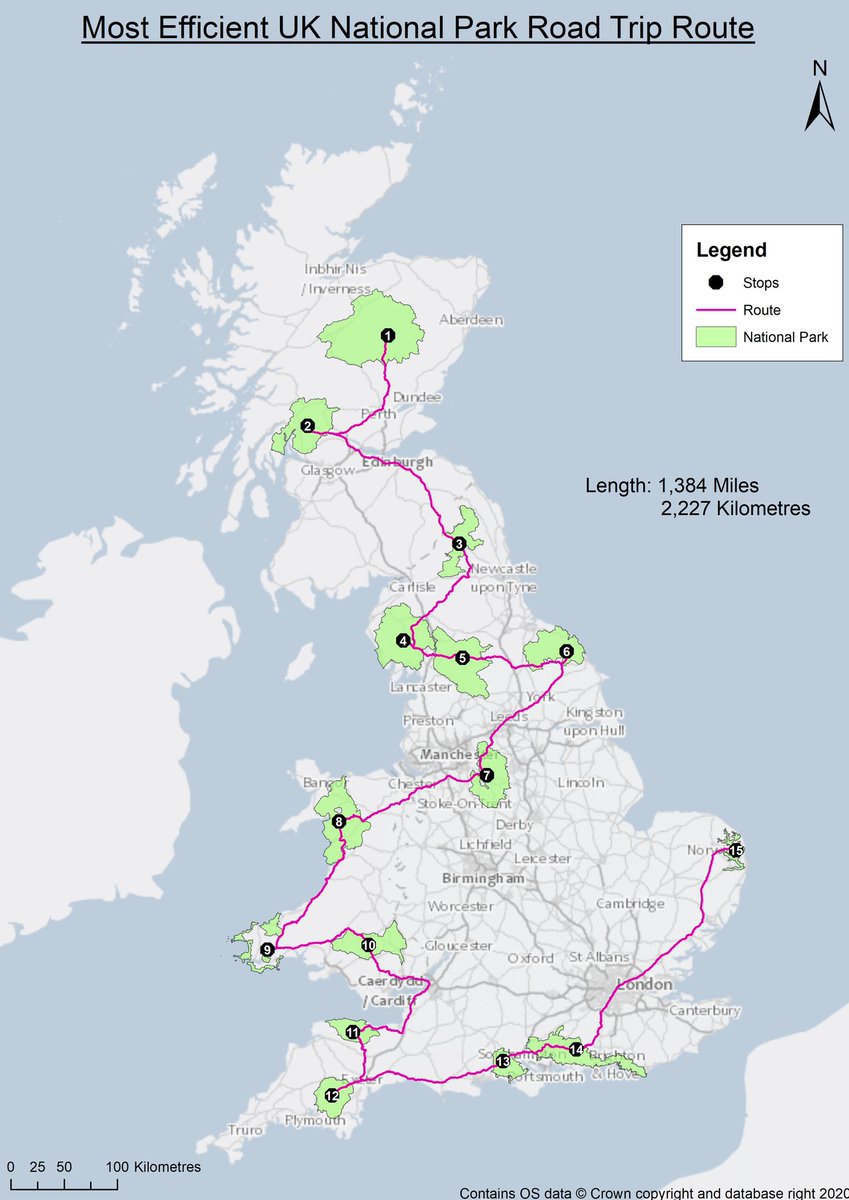 Most Efficient UK National Park Road Trip Route
N
Legend
Stops
Route
National Park
Inbhir Nis
/ Inverness
Aberdeen
1
Dundee
Perth
2
Edinburgh
Glasgow
Length: 1,384 Miles
2,227 Kilometres
3
Newcastle
upon Tyne
Carlisle
4
5
6
Lancaster
York
Preston
Leeds
Kingston
upon Hull
Manchester
7
Bangor
Chester
Lincoln
Stoke-On-Trent
8
Derby
Lichfield
Leicester
Norwich
15
Birmingham
Worcester
Cambridge
9
10
Gloucester
Oxford
St Albans
Caerdydd
/ Cardiff
London
Canterbury
11
Southampton
14
Brighton
& Hove
13
Portsmouth
Exeter
12
Plymouth
Truro
0 25 50 100 Kilometres
Contains OS data © Crown copyright and database right 2020